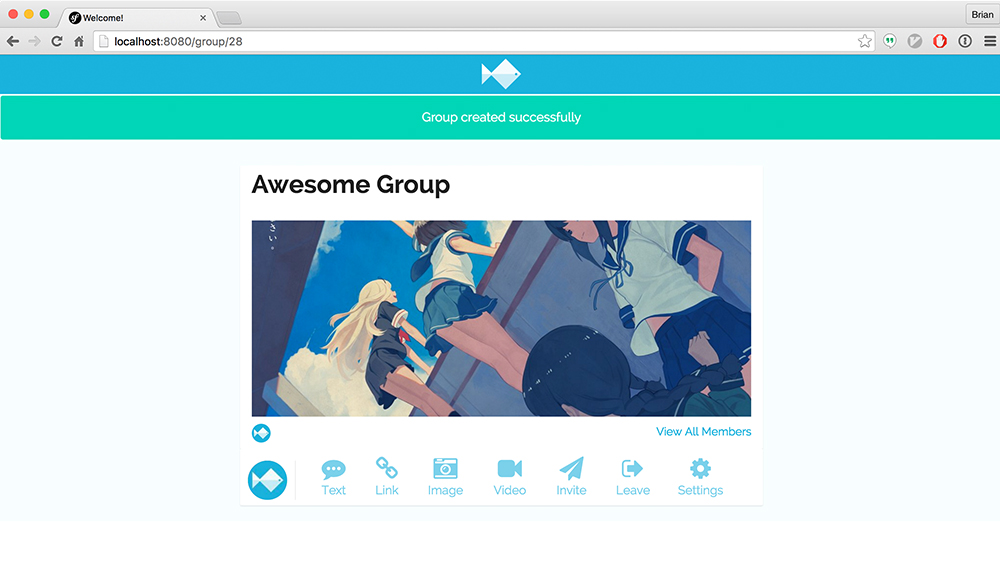 Welcome!
Brian
localhost:8080/group/28
Group created successfully
Awesome Group
View All Members
Text Link Image Video Invite Leave Settings